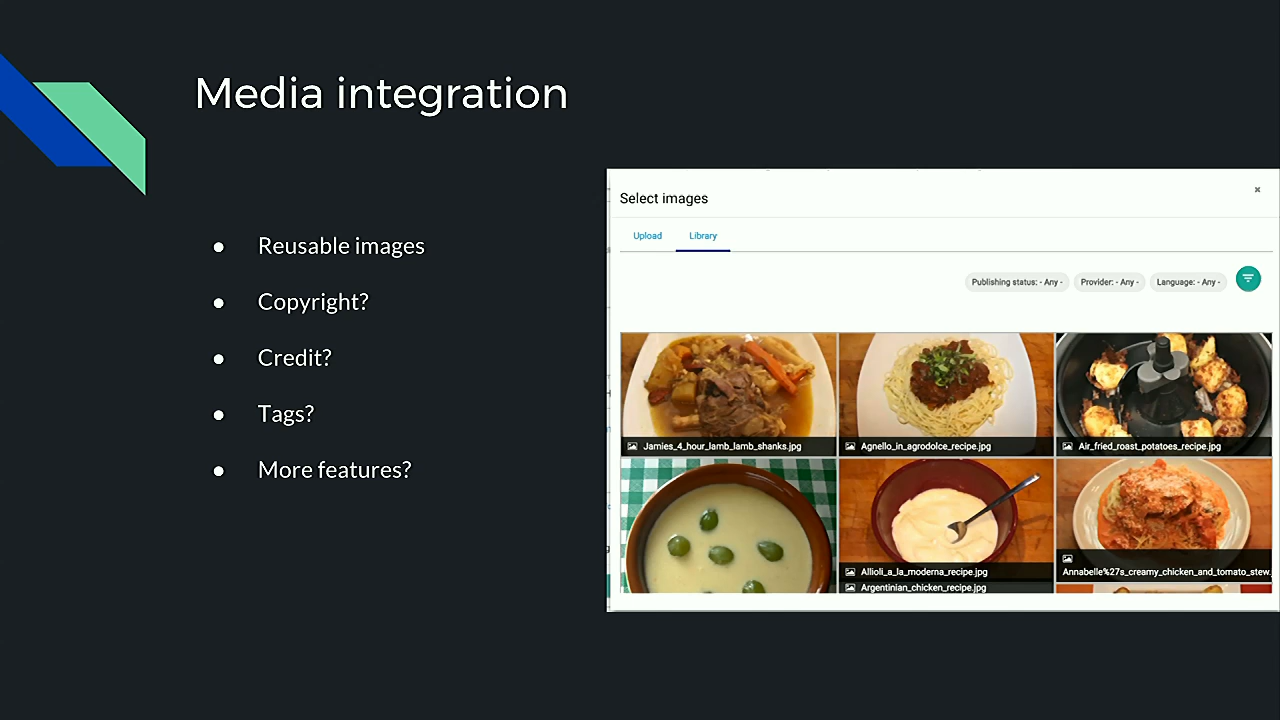 Media integration
● Reusable images
● Copyright?
● Credit?
● Tags?
● More features?
Select images
Upload Library
Publishing status: - Any - Provider: - Any - Language: - Any -
Jamies_4_hour_lamb_lamb_shanks.jpg Agnello_in_agrodolce_recipe.jpg Air_fried_roast_potatoes_recipe.jpg
Allioli_a_la_moderna_recipe.jpg Annabelle%27s_creamy_chicken_and_tomato_stew.
Argentinian_chicken_recipe.jpg